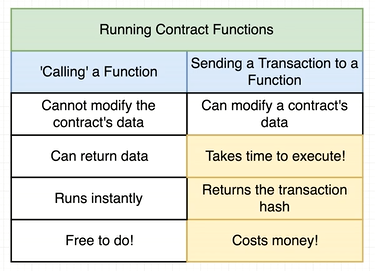 Running Contract Functions
'Calling' a Function
Sending a Transaction to a
Function
Cannot modify the
contract's data
Can modify a contract's
data
Can return data
Takes time to execute!
Runs instantly
Returns the transaction
hash
Free to do!
Costs money!